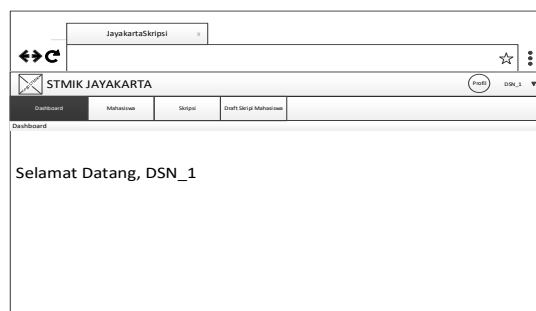 JayakartaSkripsi x
STMIK JAYAKARTA
Profil DSN_1
Dashboard Mahasiswa Skripsi Draft Skripi Mahasiswa
Dashboard
Selamat Datang, DSN_1